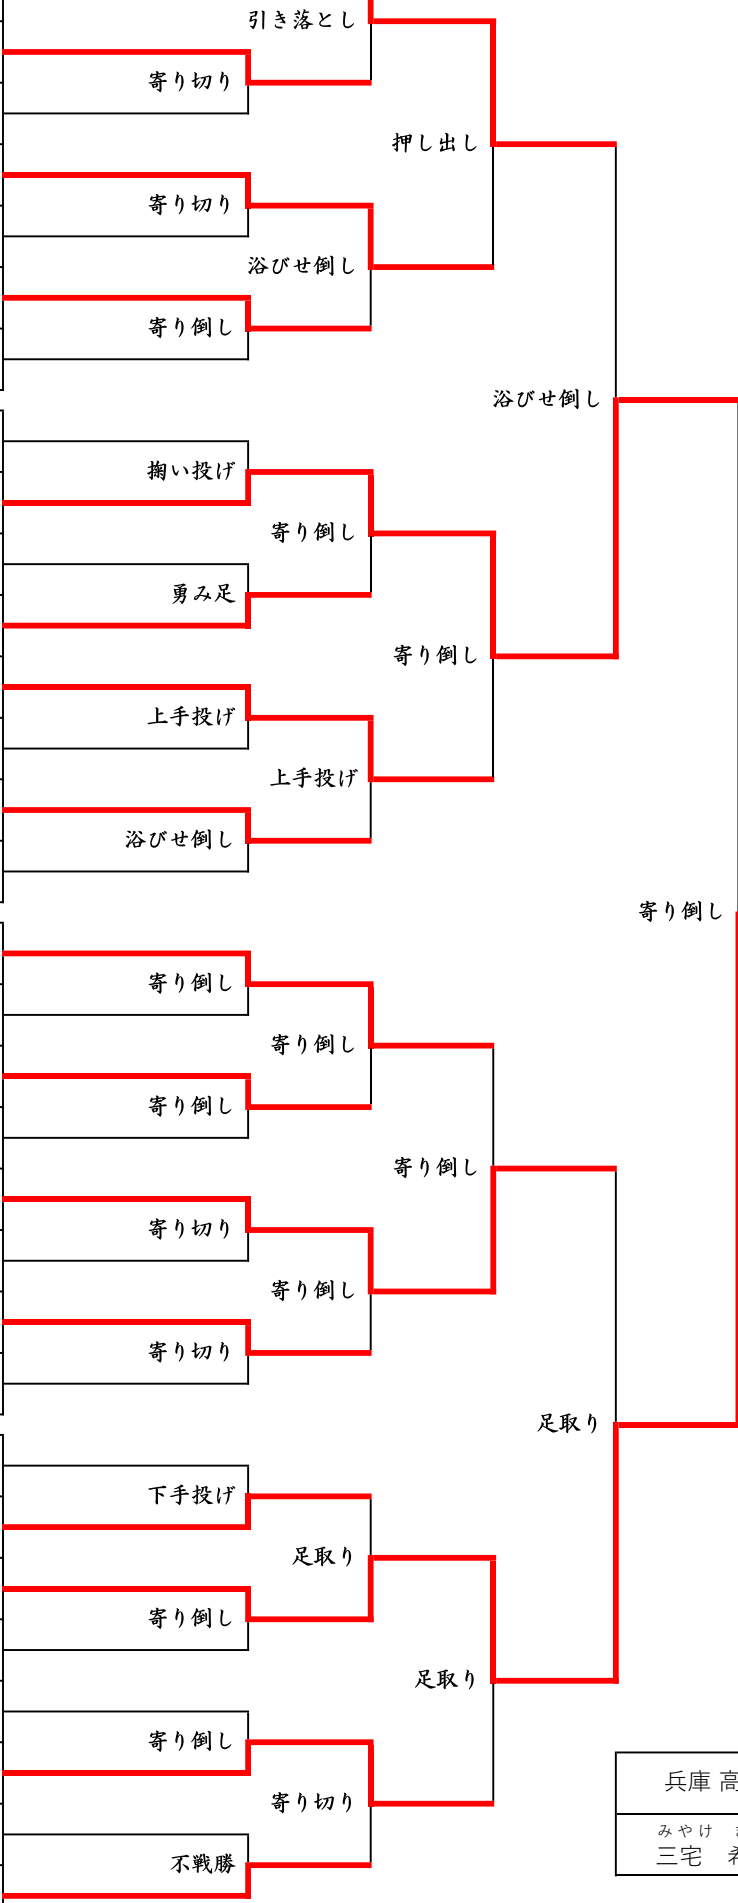 引き落とし
寄り切り
押し出し
寄り切り
浴びせ倒し
寄り倒し
浴びせ倒し
掬い投げ
寄り倒し
勇み足
寄り倒し
上手投げ
上手投げ
浴びせ倒し
寄り倒し
寄り倒し
寄り倒し
寄り倒し
寄り倒し
寄り切り
寄り倒し
寄り切り
足取り
下手投げ
足取り
寄り倒し
足取り
寄り倒し
兵庫 高
寄り切り
みやけ
三宅 希
不戦勝